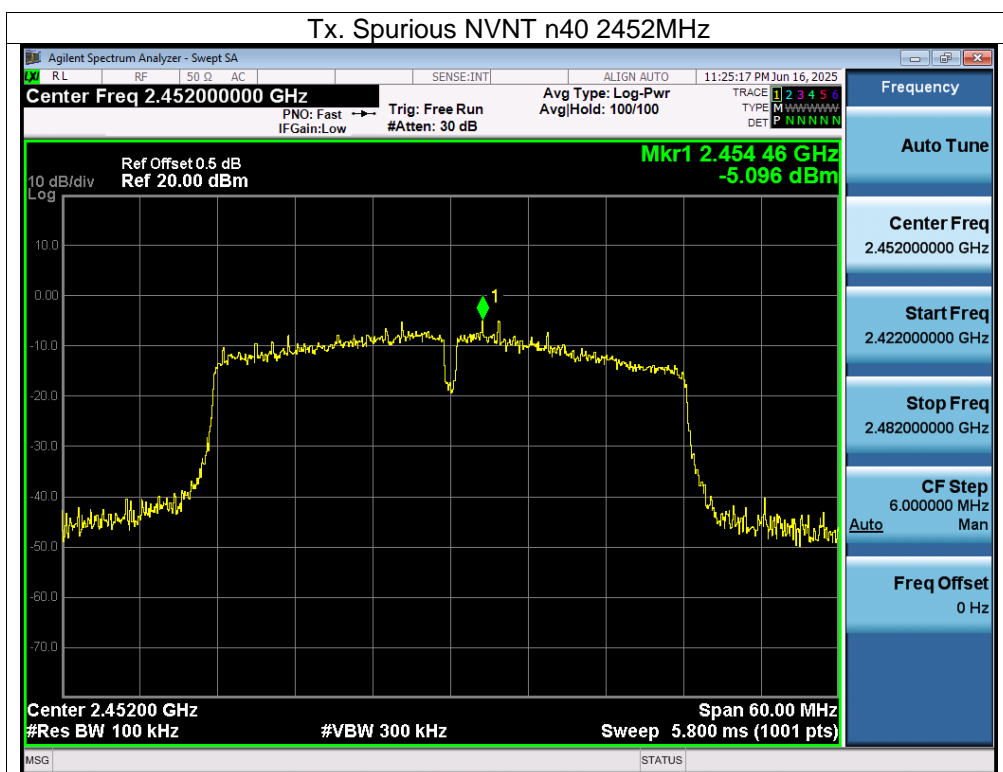 Tx. Spurious NVNT n40 2452MHz
Agilent Spectrum Analyzer - Swept SA
LXI RL RF 50 Ω AC SENSE:INT ALIGN AUTO 11:25:17 PM Jun 16, 2025
Center Freq 2.452000000 GHz
PNO: Fast
IFGain:Low
Trig: Free Run
#Atten: 30 dB
Avg Type: Log-Pwr
Avg|Hold: 100/100
TRACE 1 2 3 4 5 6
TYPE M WWWWW
DET P N N N N N
Ref Offset 0.5 dB
10 dB/div Ref 20.00 dBm
Log
Mkr1 2.454 46 GHz
-5.096 dBm
1
10.0
0.00
-10.0
-20.0
-30.0
-40.0
-50.0
-60.0
-70.0
Center 2.45200 GHz Span 60.00 MHz
#Res BW 100 kHz #VBW 300 kHz Sweep 5.800 ms (1001 pts)
MSG STATUS
Frequency
Auto Tune
Center Freq
2.452000000 GHz
Start Freq
2.422000000 GHz
Stop Freq
2.482000000 GHz
CF Step
6.000000 MHz
Auto Man
Freq Offset
0 Hz